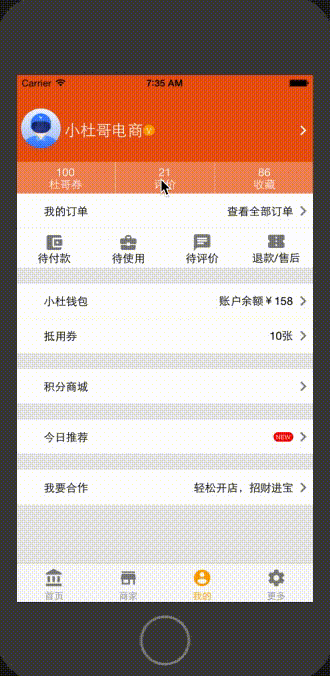 Carrier 7:35 AM
小杜哥电商 V
100 21 86
杜哥券 评价 收藏
我的订单 查看全部订单
待付款 待使用 待评价 退款/售后
小杜钱包 账户余额￥158
抵用券 10张
积分商城
今日推荐 NEW
我要合作 轻松开店，招财进宝
首页 商家 我的 更多